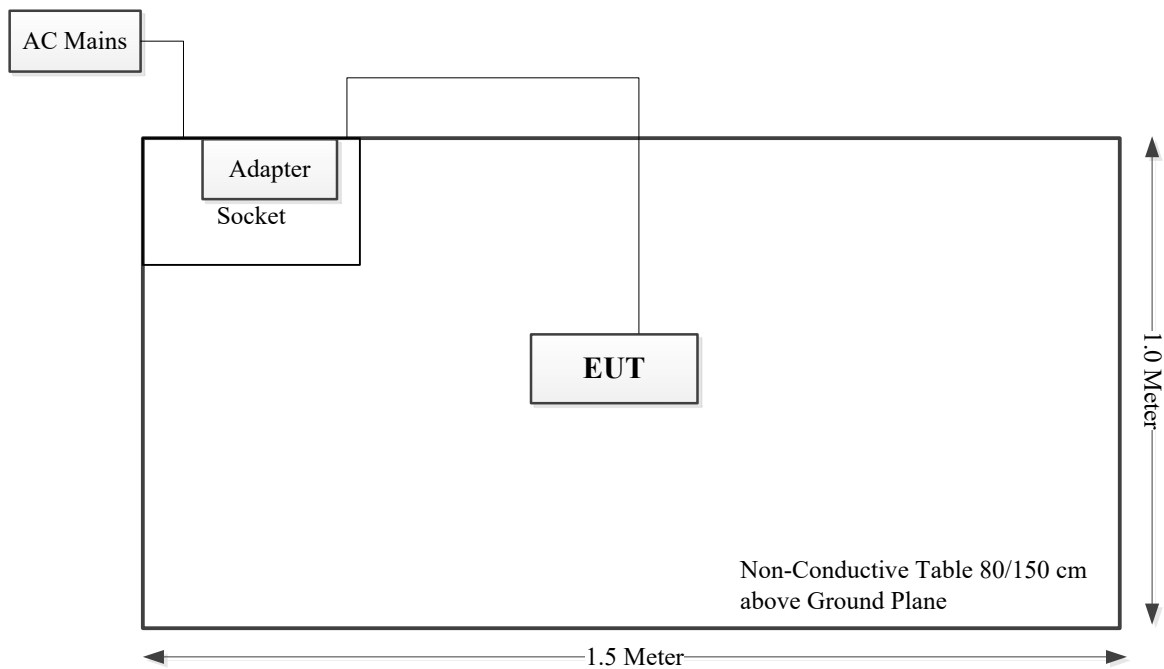 AC Mains
Adapter
Socket
EUT
1.0 Meter
Non-Conductive Table 80/150 cm
above Ground Plane
1.5 Meter